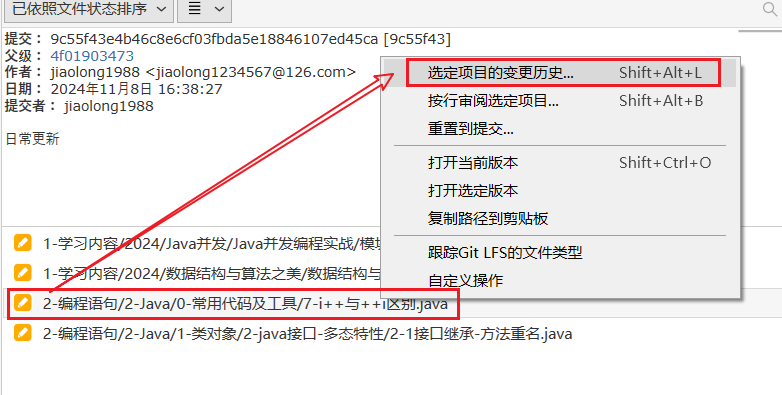 已依照文件状态排序
提交： 9c55f43e4b46c8e6cf03fbda5e18846107ed45ca [9c55f43]
父级： 4f01903473
作者： jiaolong1988 <jiaolong1234567@126.com>
日期： 2024年11月8日 16:38:27
提交者： jiaolong1988
日常更新
选定项目的变更历史... Shift+Alt+L
按行审阅选定项目... Shift+Alt+B
重置到提交...
打开当前版本 Shift+Ctrl+O
打开选定版本
复制路径到剪贴板
跟踪Git LFS的文件类型
自定义操作
1-学习内容/2024/Java并发/Java并发编程实战/模块
1-学习内容/2024/数据结构与算法之美/数据结构与
2-编程语句/2-Java/0-常用代码及工具/7-i++与++i区别.java
2-编程语句/2-Java/1-类对象/2-java接口-多态特性/2-1接口继承-方法重名.java